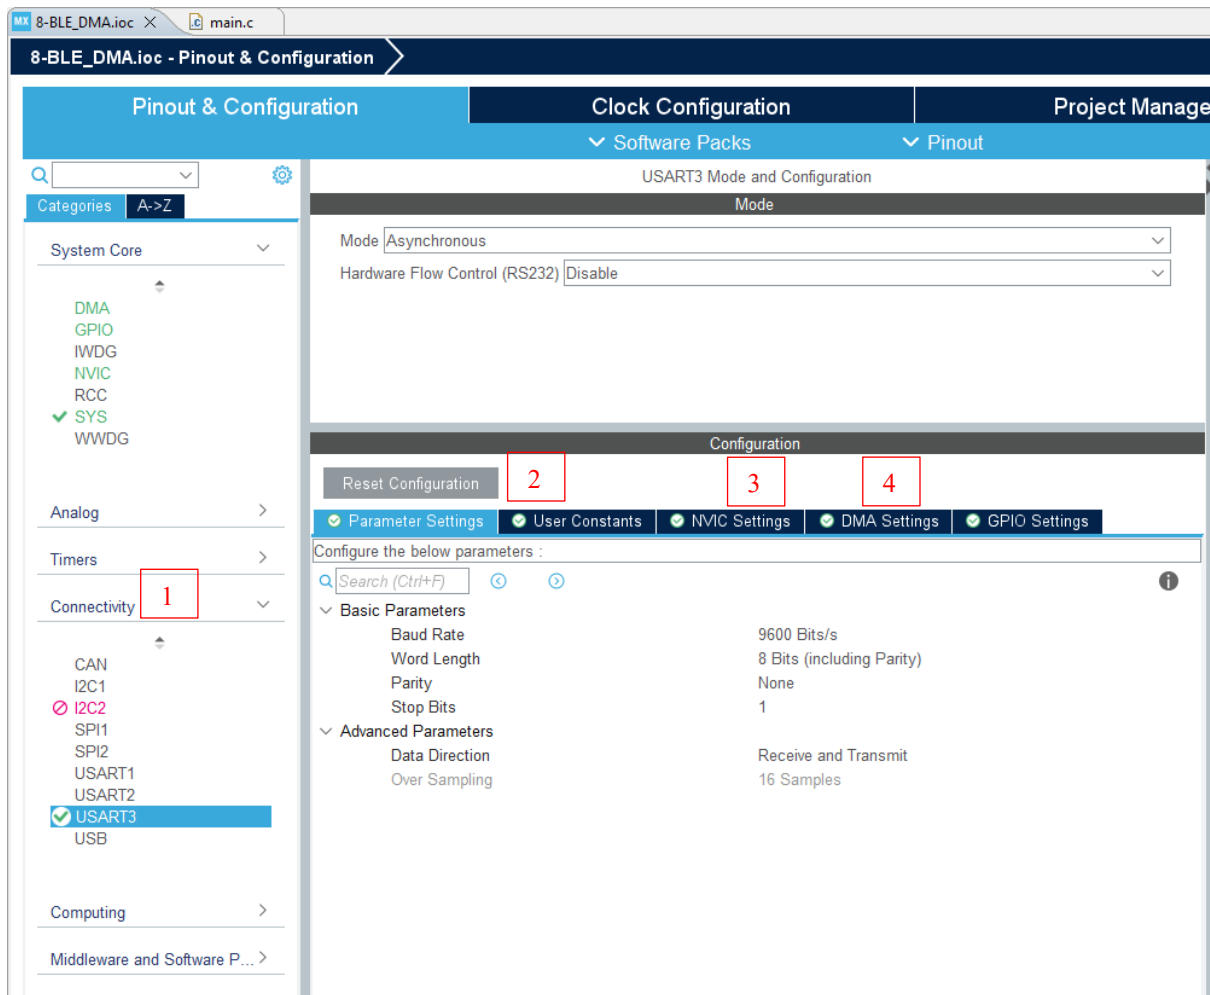 MX 8-BLE_DMA.ioc
.c main.c
8-BLE_DMA.ioc - Pinout & Configuration
Pinout & Configuration
Clock Configuration
Project Manage
Software Packs
Pinout
Categories
A->Z
System Core
DMA
GPIO
IWDG
NVIC
RCC
SYS
WWDG
Analog
Timers
Connectivity
1
CAN
I2C1
I2C2
SPI1
SPI2
USART1
USART2
USART3
USB
Computing
Middleware and Software P...
USART3 Mode and Configuration
Mode
Mode Asynchronous
Hardware Flow Control (RS232) Disable
Configuration
Reset Configuration
2
3
4
Parameter Settings
User Constants
NVIC Settings
DMA Settings
GPIO Settings
Configure the below parameters :
Search (Ctrl+F)
Basic Parameters
Baud Rate 9600 Bits/s
Word Length 8 Bits (including Parity)
Parity None
Stop Bits 1
Advanced Parameters
Data Direction Receive and Transmit
Over Sampling 16 Samples